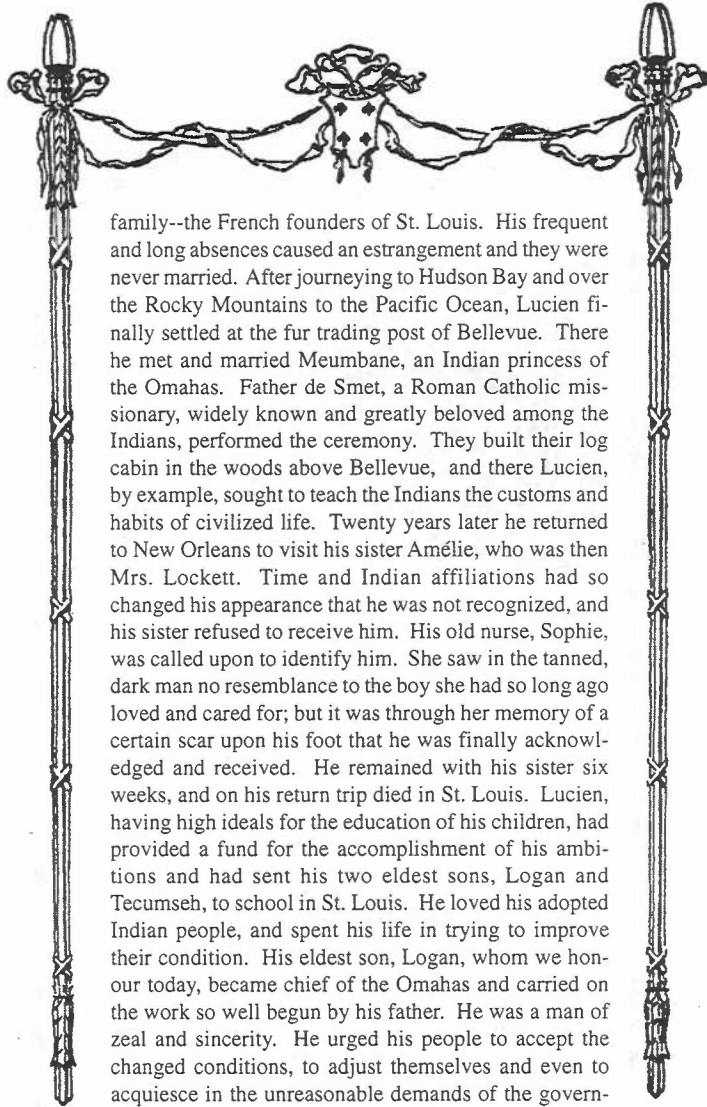 family--the French founders of St. Louis. His frequent
and long absences caused an estrangement and they were
never married. After journeying to Hudson Bay and over
the Rocky Mountains to the Pacific Ocean, Lucien fi-
nally settled at the fur trading post of Bellevue. There
he met and married Meumbane, an Indian princess of
the Omahas. Father de Smet, a Roman Catholic mis-
sionary, widely known and greatly beloved among the
Indians, performed the ceremony. They built their log
cabin in the woods above Bellevue, and there Lucien,
by example, sought to teach the Indians the customs and
habits of civilized life. Twenty years later he returned
to New Orleans to visit his sister Amélie, who was then
Mrs. Lockett. Time and Indian affiliations had so
changed his appearance that he was not recognized, and
his sister refused to receive him. His old nurse, Sophie,
was called upon to identify him. She saw in the tanned,
dark man no resemblance to the boy she had so long ago
loved and cared for; but it was through her memory of a
certain scar upon his foot that he was finally acknowl-
edged and received. He remained with his sister six
weeks, and on his return trip died in St. Louis. Lucien,
having high ideals for the education of his children, had
provided a fund for the accomplishment of his ambi-
tions and had sent his two eldest sons, Logan and
Tecumseh, to school in St. Louis. He loved his adopted
Indian people, and spent his life in trying to improve
their condition. His eldest son, Logan, whom we hon-
our today, became chief of the Omahas and carried on
the work so well begun by his father. He was a man of
zeal and sincerity. He urged his people to accept the
changed conditions, to adjust themselves and even to
acquiesce in the unreasonable demands of the govern-